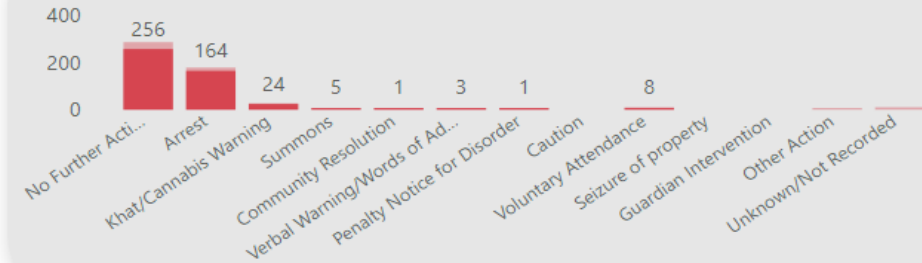 400
256
200
164
24
5
1
3
1
8
0
No Further Acti...
Arrest
Khat/Cannabis Warning
Summons
Community Resolution
Verbal Warning/Words of Ad...
Penalty Notice for Disorder
Caution
Voluntary Attendance
Seizure of property
Guardian Intervention
Other Action
Unknown/Not Recorded